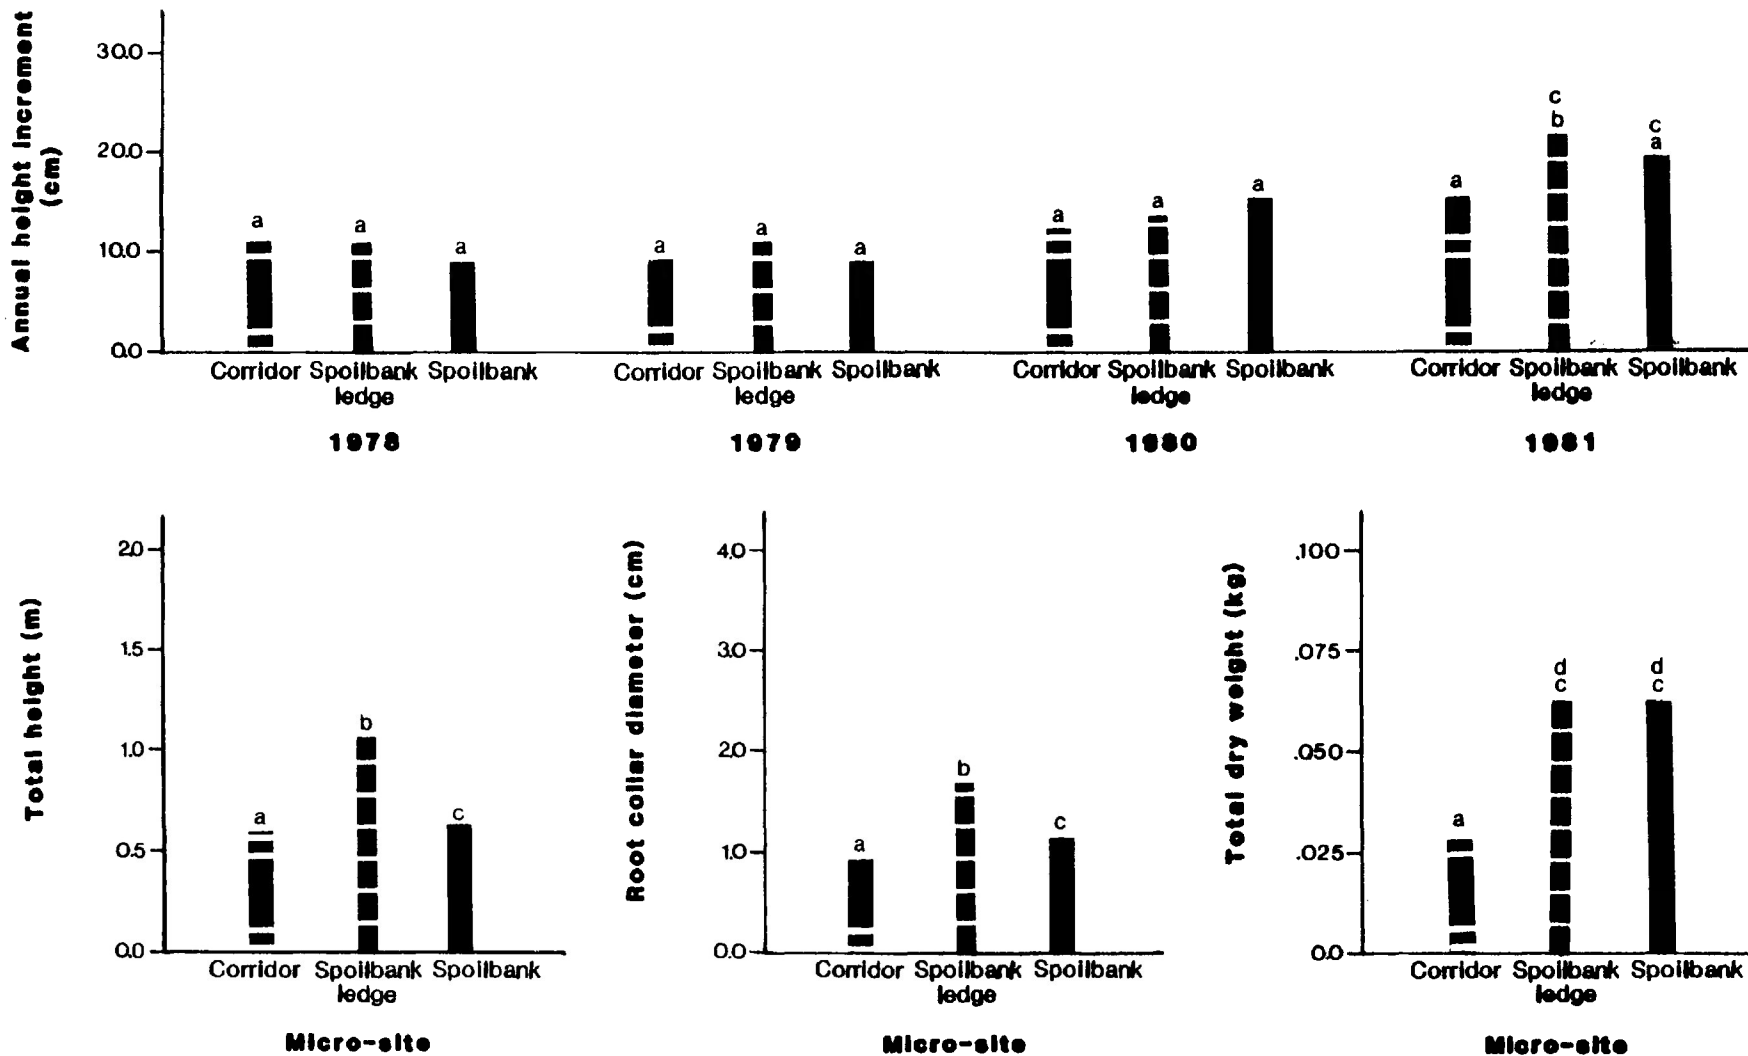 Annual height increment
(cm)
30.0
20.0
10.0
0.0
a
a
a
a
a
a
a
a
a
a
c
b
c
a
Corridor Spoilbank Spoilbank
ledge
1978
Corridor Spoilbank Spoilbank
ledge
1979
Corridor Spoilbank Spoilbank
ledge
1980
Corridor Spoilbank Spoilbank
ledge
1981
Total height (m)
2.0
1.5
1.0
0.5
0.0
a
b
c
Corridor Spoilbank Spoilbank
ledge
Micro-site
Root collar diameter (cm)
4.0
3.0
2.0
1.0
0.0
a
b
c
Corridor Spoilbank Spoilbank
ledge
Micro-site
Total dry weight (kg)
.100
.075
.050
.025
0.0
a
d
c
d
c
Corridor Spoilbank Spoilbank
ledge
Micro-site